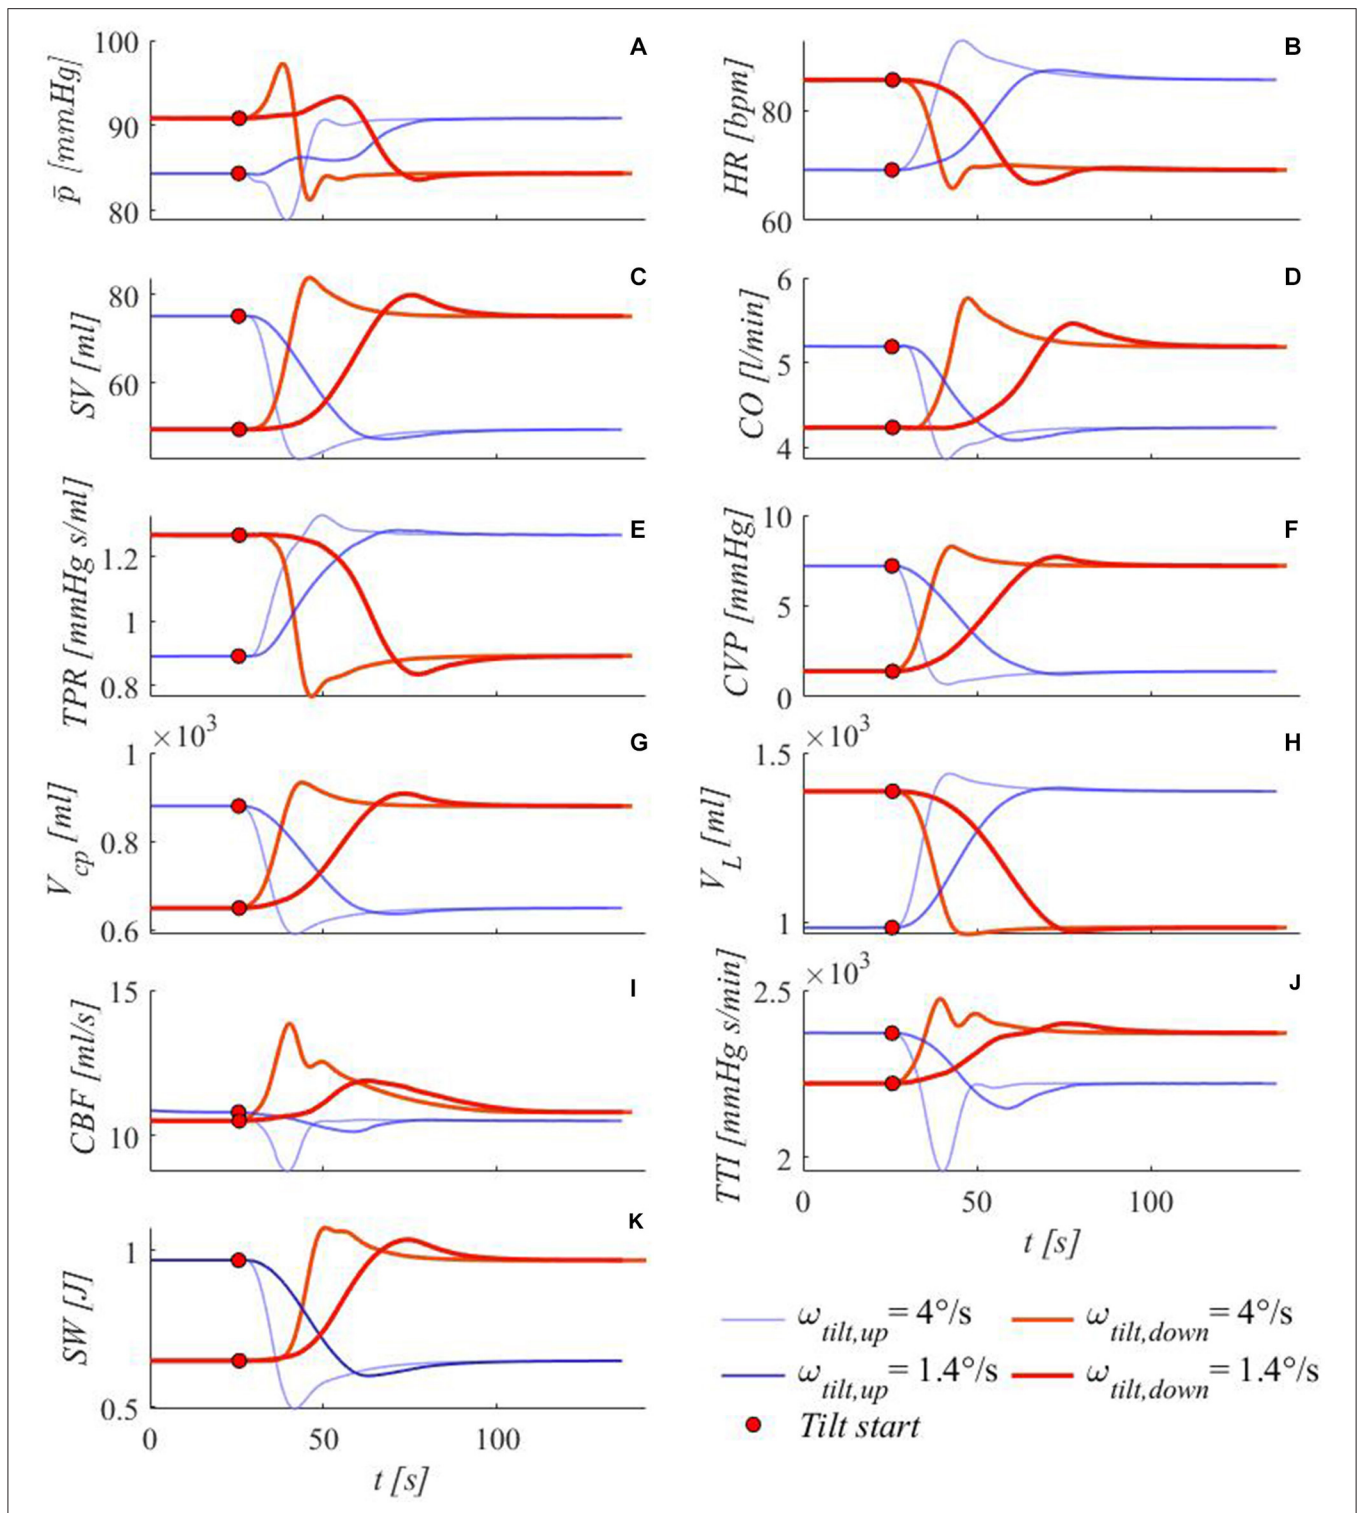 A
p̄ [mmHg]
100
90
80
B
HR [bpm]
80
60
C
SV [ml]
80
60
D
CO [l/min]
6
5
4
E
TPR [mmHg s/ml]
1.2
1
0.8
F
CVP [mmHg]
10
5
0
G
×10³
V_cp [ml]
1
0.8
0.6
H
×10³
V_L [ml]
1.5
1
I
CBF [ml/s]
15
10
J
×10³
TTI [mmHg s/min]
2.5
2
0 50 100
t [s]
K
SW [J]
1
0.5
0 50 100
t [s]
ω_tilt,up = 4°/s
ω_tilt,down = 4°/s
ω_tilt,up = 1.4°/s
ω_tilt,down = 1.4°/s
Tilt start